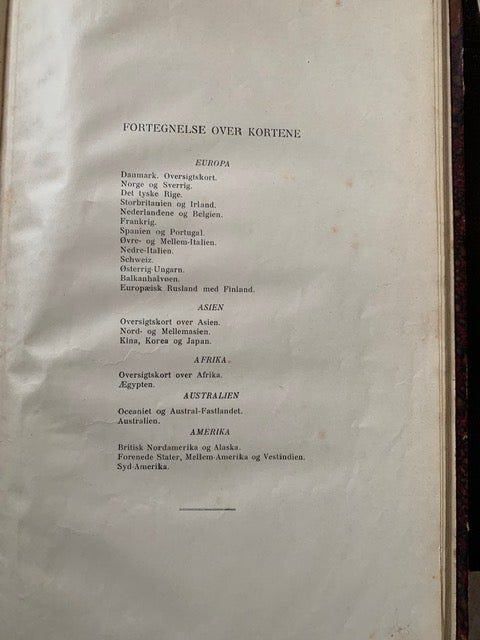 FORTEGNELSE OVER KORTENE
EUROPA
Danmark. Oversigtskort.
Norge og Sverrig.
Det tyske Rige.
Storbritanien og Irland.
Nederlandene og Belgien.
Frankrig.
Spanien og Portugal.
Øvre- og Mellem-Italien.
Nedre-Italien.
Schweiz.
Østerrig-Ungarn.
Balkanhalvøen.
Europæisk Rusland med Finland.
ASIEN
Oversigtskort over Asien.
Nord- og Mellemasien.
Kina, Korea og Japan.
AFRIKA
Oversigtskort over Afrika.
Ægypten.
AUSTRALIEN
Oceaniet og Austral-Fastlandet.
Australien.
AMERIKA
Britisk Nordamerika og Alaska.
Forenede Stater, Mellem-Amerika og Vestindien.
Syd-Amerika.